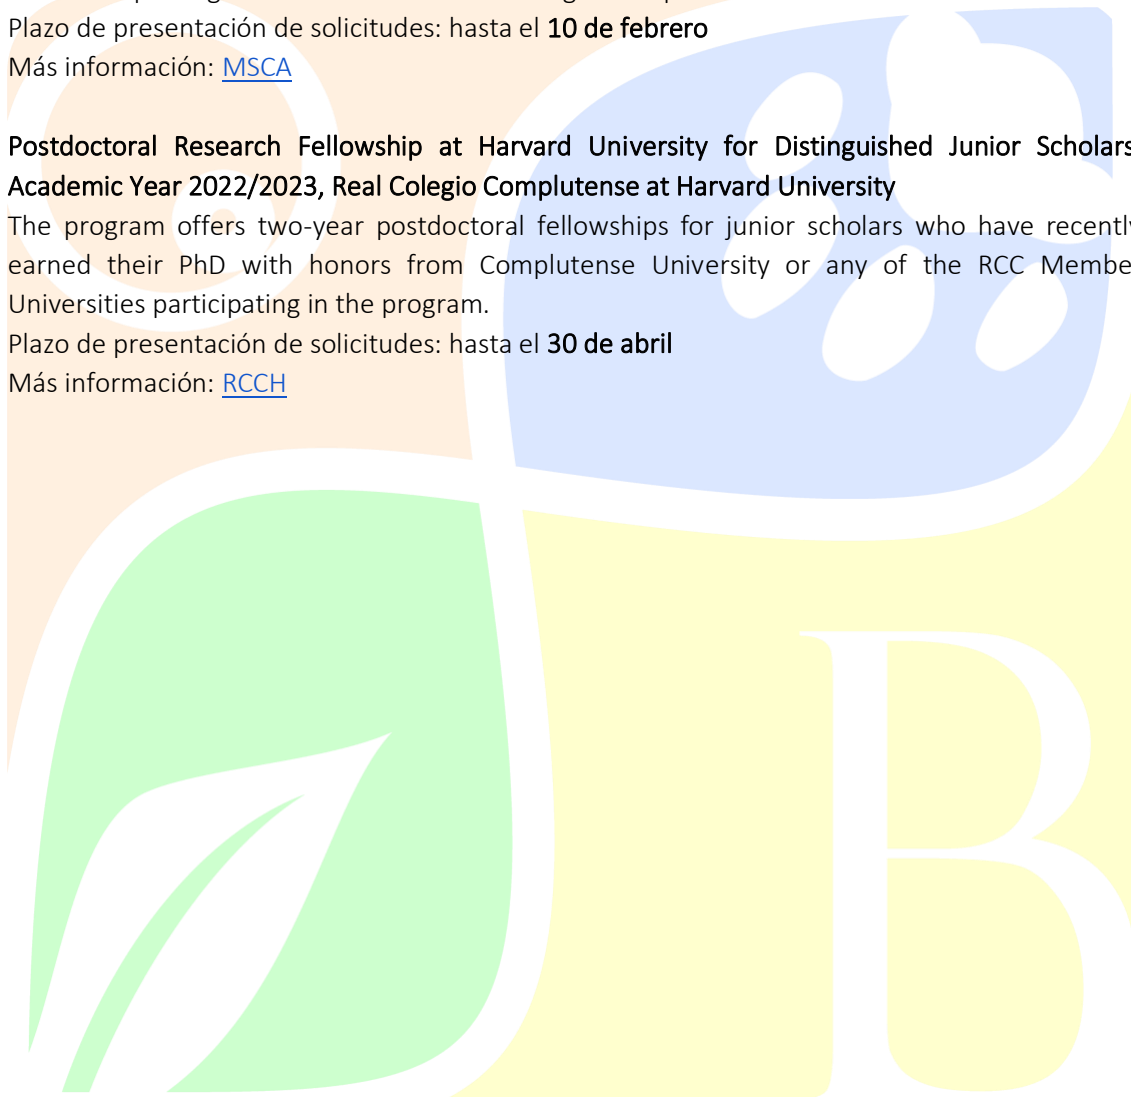 Plazo de presentación de solicitudes: hasta el 10 de febrero
Más información: MSCA
Postdoctoral Research Fellowship at Harvard University for Distinguished Junior Scholars
Academic Year 2022/2023, Real Colegio Complutense at Harvard University
The program offers two-year postdoctoral fellowships for junior scholars who have recently
earned their PhD with honors from Complutense University or any of the RCC Membe
Universities participating in the program.
Plazo de presentación de solicitudes: hasta el 30 de abril
Más información: RCCH
B